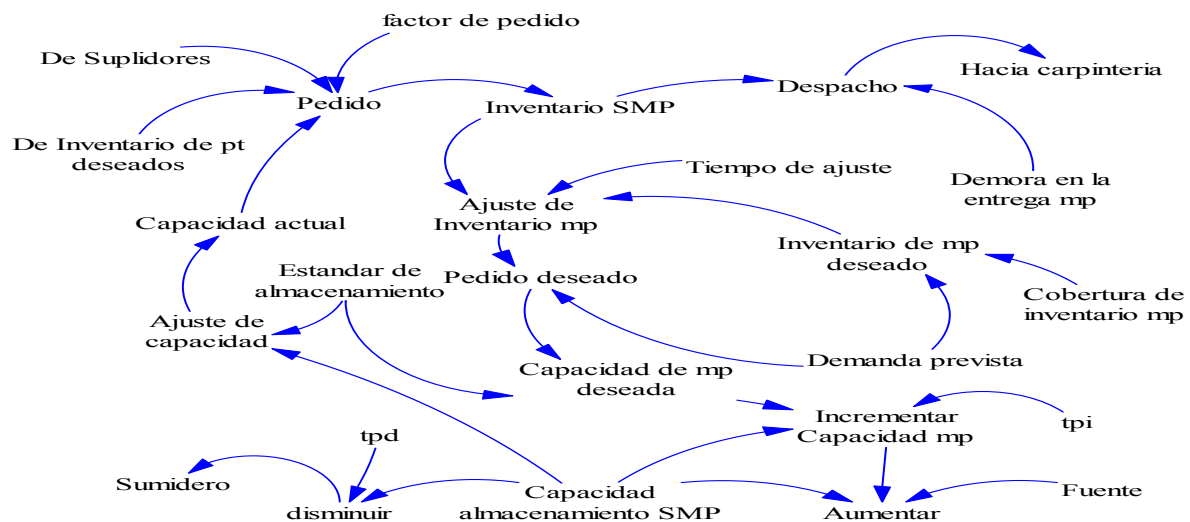 factor de pedido
De Suplidores
Hacia carpinteria
Despacho
Pedido
Inventario SMP
De Inventario de pt
deseados
Tiempo de ajuste
Demora en la
entrega mp
Ajuste de
Inventario mp
Capacidad actual
Inventario de mp
deseado
Estandar de
almacenamiento
Pedido deseado
Cobertura de
inventario mp
Ajuste de
capacidad
Demanda prevista
Capacidad de mp
deseada
Incrementar
Capacidad mp
tpi
tpd
Sumidero
Capacidad
almacenamiento SMP
Fuente
disminuir
Aumentar